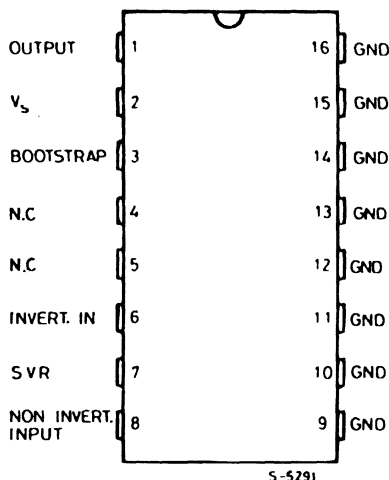 OUTPUT 1 16 GND
Vs 2 15 GND
BOOTSTRAP 3 14 GND
N.C 4 13 GND
N.C 5 12 GND
INVERT. IN 6 11 GND
SVR 7 10 GND
NON INVERT. INPUT 8 9 GND
S-5291